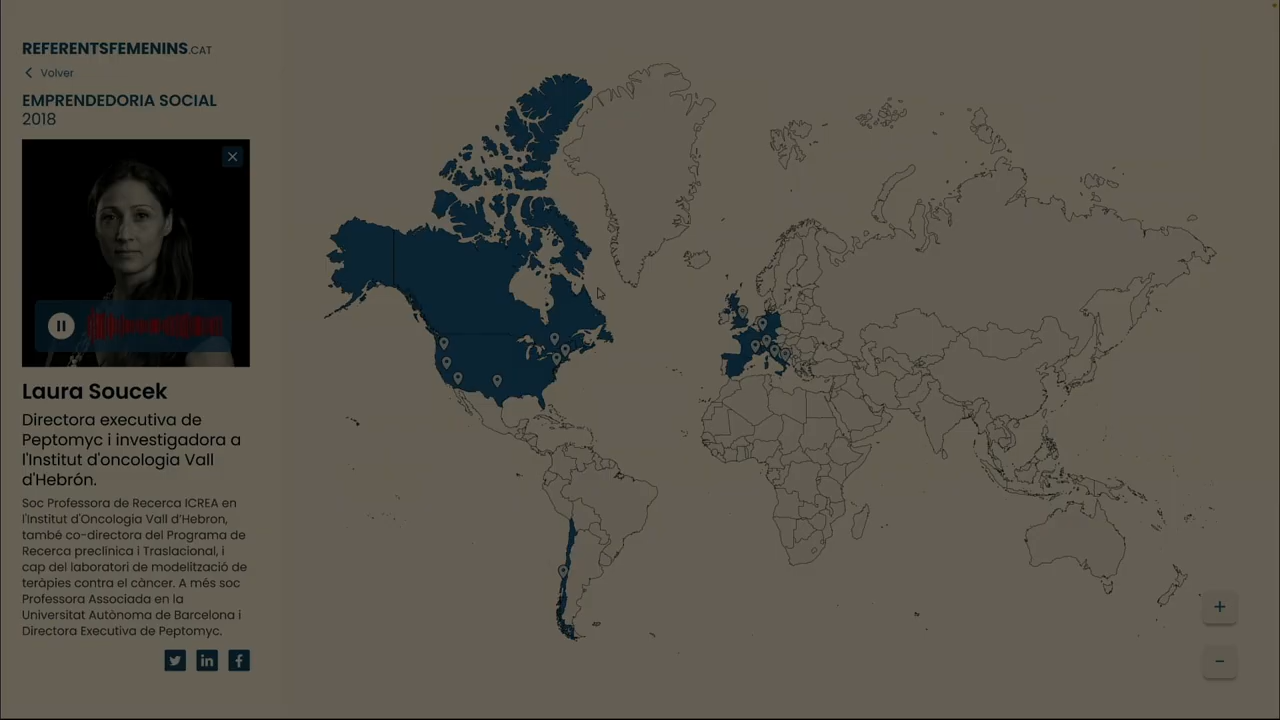 REFERENTSFEMENINS.CAT
Volver
EMPRENDEDORIA SOCIAL
2018
Laura Soucek
Directora executiva de
Peptomyc i investigadora a
l'Institut d'oncologia Vall
d'Hebrón.
Soc Professora de Recerca ICREA en
l'Institut d'Oncologia Vall d'Hebron,
també co-directora del Programa de
Recerca preclínica i Traslacional, i
cap del laboratori de modelització de
teràpies contra el càncer. A més soc
Professora Associada en la
Universitat Autònoma de Barcelona i
Directora Executiva de Peptomyc.